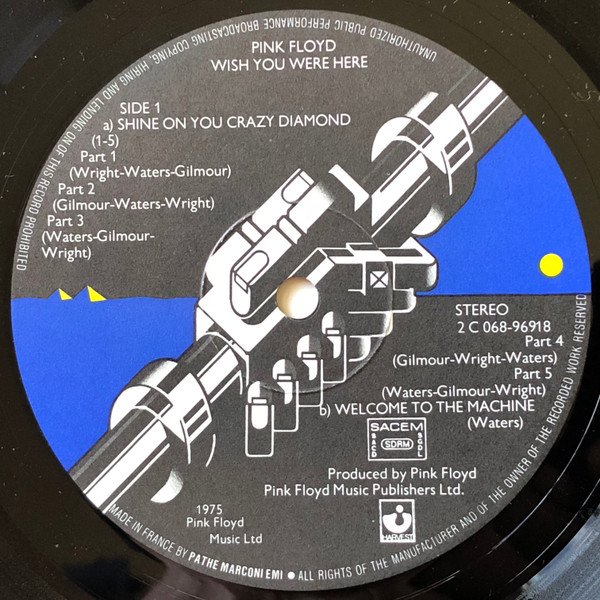 UNAUTHORIZED PUBLIC PERFORMANCE, BROADCASTING, COPYING, HIRING AND LENDING ON OF THIS RECORD PROHIBITED
PINK FLOYD
WISH YOU WERE HERE
SIDE 1
a) SHINE ON YOU CRAZY DIAMOND
(1-5)
Part 1
(Wright-Waters-Gilmour)
Part 2
(Gilmour-Waters-Wright)
Part 3
(Waters-Gilmour-
Wright)
STEREO
2 C 068-96918
Part 4
(Gilmour-Wright-Waters)
Part 5
(Waters-Gilmour-Wright)
b) WELCOME TO THE MACHINE
(Waters)
SACEM
SACD
SDRM
SGDL
Produced by Pink Floyd
Pink Floyd Music Publishers Ltd.
1975
Pink Floyd
Music Ltd
HARVEST
MADE IN FRANCE BY PATHE MARCONI EMI ● ALL RIGHTS OF THE MANUFACTURER AND OF THE OWNER OF THE RECORDED WORK RESERVED